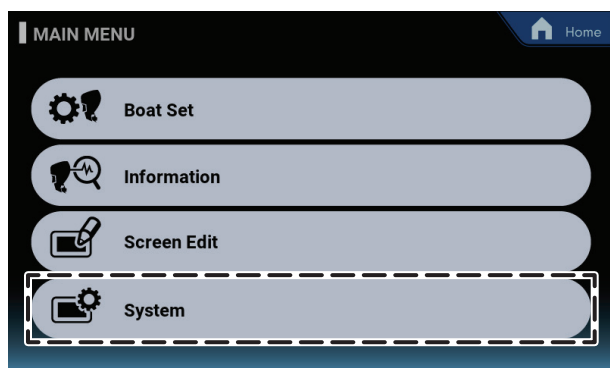 MAIN MENU
Home
Boat Set
Information
Screen Edit
System